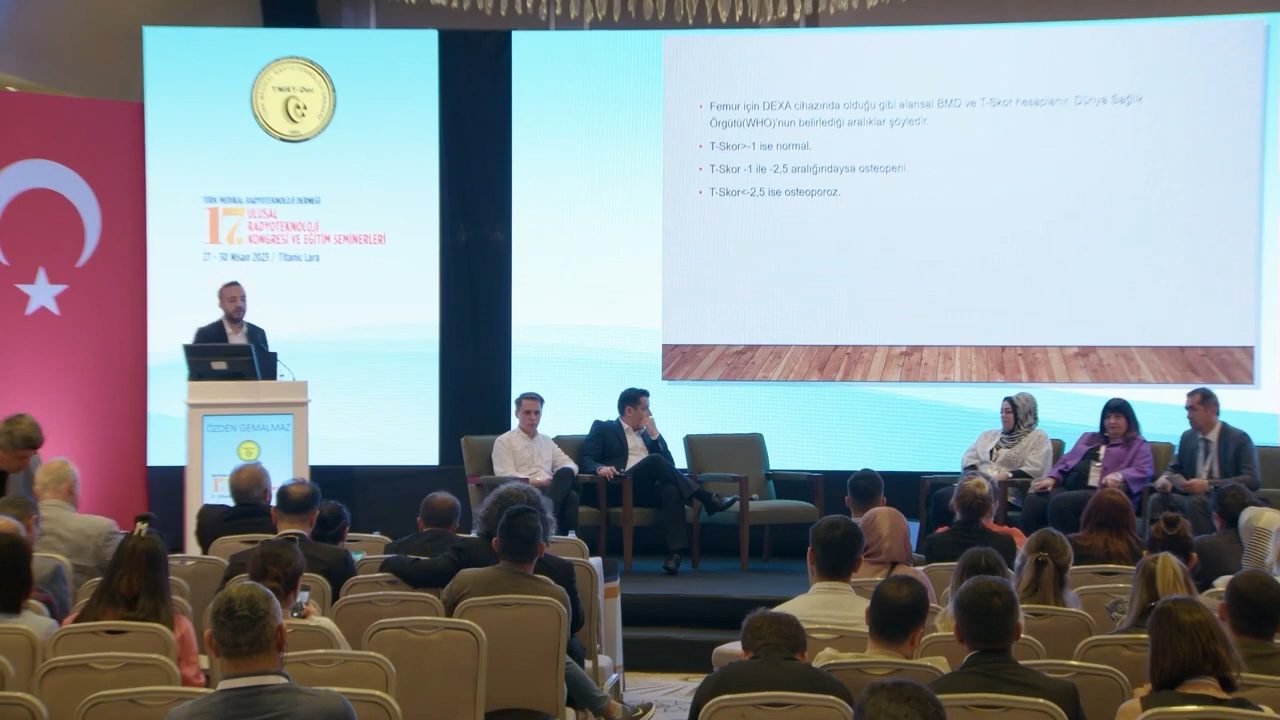 TMRT-Der
TÜRK MEDİKAL RADYOTEKNOLOJİ DERNEĞİ
17. ULUSAL
RADYOTEKNOLOJİ
KONGRESİ VE EĞİTİM SEMİNERLERİ
27 - 30 Nisan 2023 / Titanic Lara
• Femur için DEXA cihazında olduğu gibi alansal BMD ve T-Skor hesaplanır. Dünya Sağlık
Örgütü(WHO)'nun belirlediği aralıklar şöyledir.
• T-Skor>-1 ise normal.
• T-Skor -1 ile -2,5 aralığındaysa osteopeni.
• T-Skor<-2,5 ise osteoporoz.
ÖZDEN GEMALMAZ